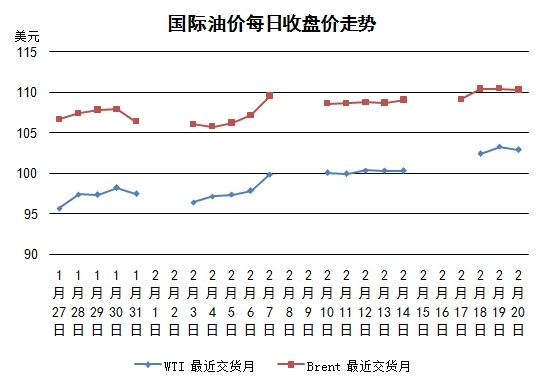 国际油价每日收盘价走势
美元
115
110
105
100
95
90
1月27日 1月28日 1月29日 1月30日 1月31日 2月1日 2月2日 2月3日 2月4日 2月5日 2月6日 2月7日 2月8日 2月9日 2月10日 2月11日 2月12日 2月13日 2月14日 2月15日 2月16日 2月17日 2月18日 2月19日 2月20日
WTI 最近交货月 Brent 最近交货月